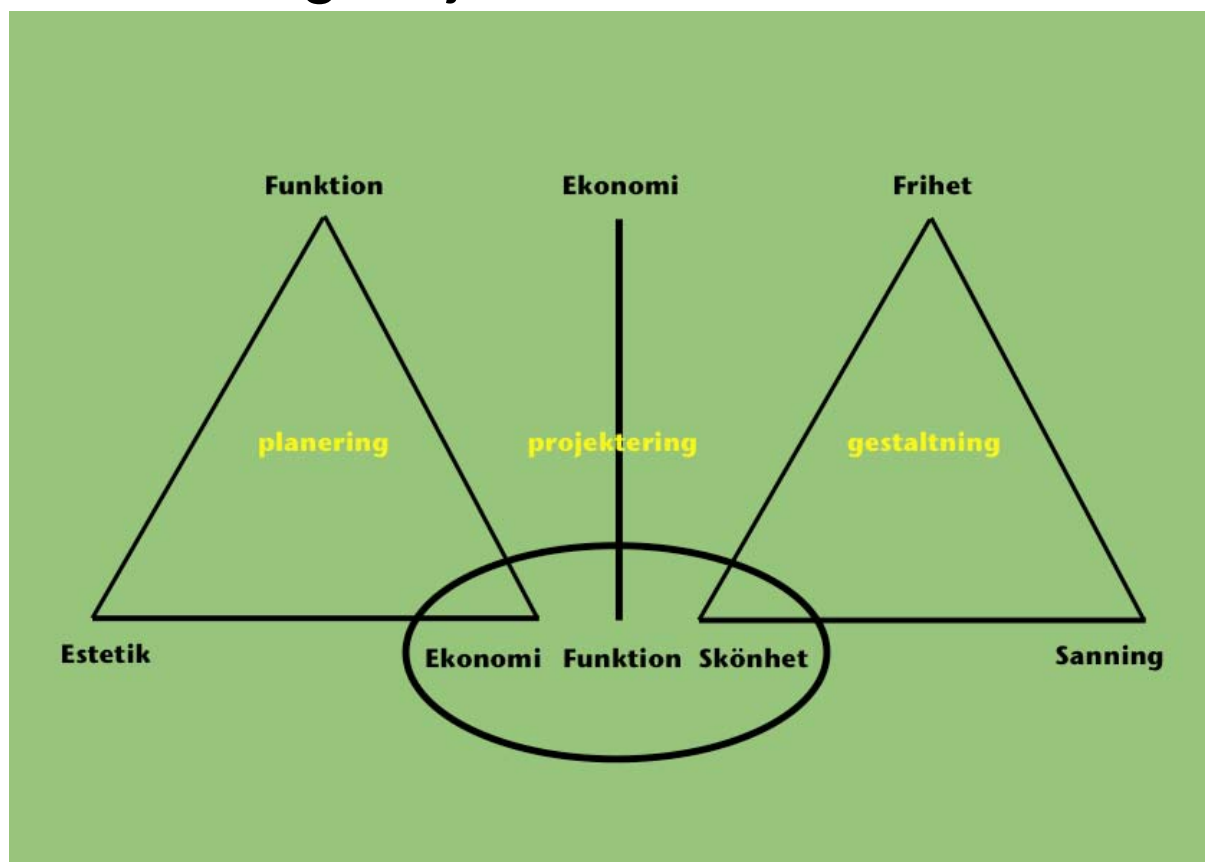 Funktion Ekonomi Frihet
planering projektering gestaltning
Estetik Ekonomi Funktion Skönhet Sanning